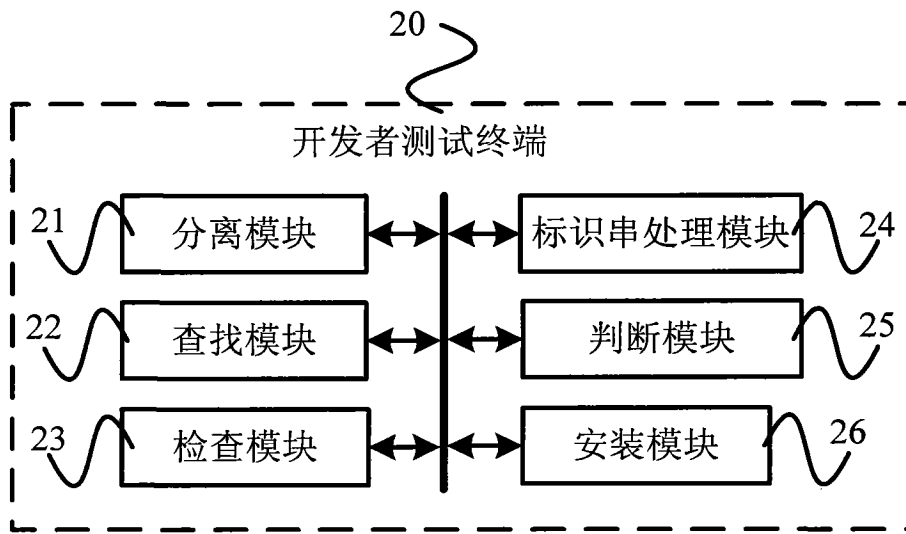 20
开发者测试终端
21
分离模块
标识串处理模块
24
22
查找模块
判断模块
25
23
检查模块
安装模块
26